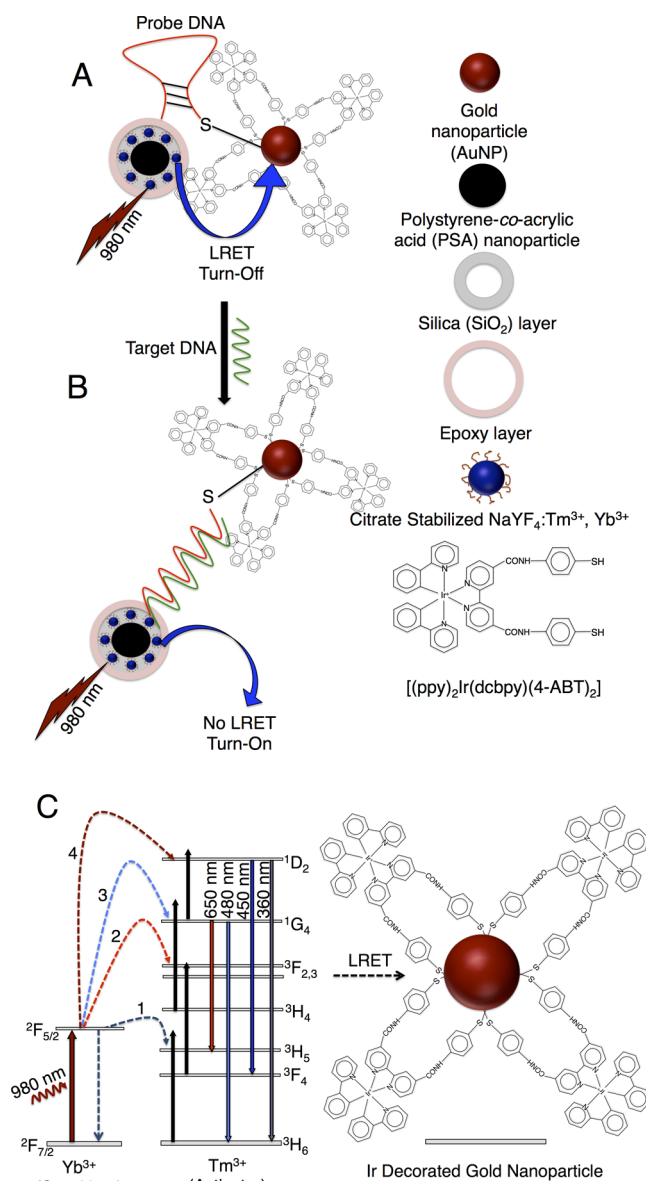 Probe DNA
A
S
980 nm
LRET
Turn-Off
Target DNA
B
S
980 nm
No LRET
Turn-On
Gold
nanoparticle
(AuNP)
Polystyrene-co-acrylic
acid (PSA) nanoparticle
Silica (SiO₂) layer
Epoxy layer
Citrate Stabilized NaYF₄:Tm³⁺, Yb³⁺
CONH
SH
N
N
Ir⁺
N
N
CONH
SH
[(ppy)₂Ir(dcbpy)(4-ABT)₂]
C
4
3
2
1
¹D₂
650 nm
480 nm
450 nm
360 nm
¹G₄
³F₂,₃
³H₄
³H₅
³F₄
³H₆
²F₅/₂
980 nm
²F₇/₂
Yb³⁺
Tm³⁺
LRET
CONH
HNOC
S
S
CONH
HNOC
Ir Decorated Gold Nanoparticle